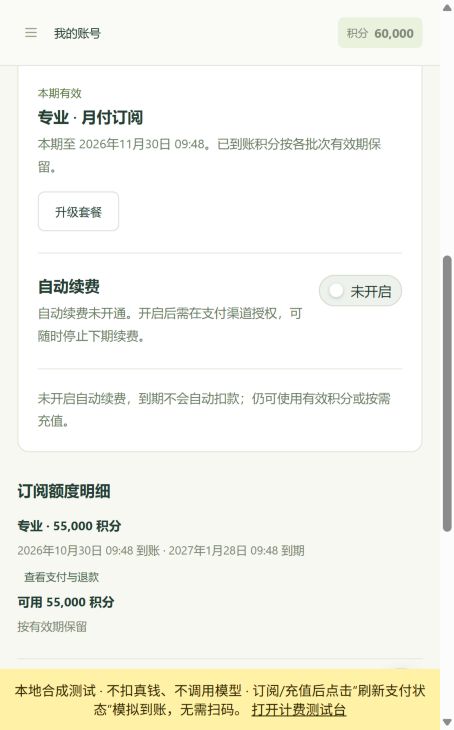 我的账号
积分 60,000
本期有效
专业 · 月付订阅
本期至 2026年11月30日 09:48。已到账积分按各批次有效期保
留。
升级套餐
自动续费
未开启
自动续费未开通。开启后需在支付渠道授权，可
随时停止下期续费。
未开启自动续费，到期不会自动扣款；仍可使用有效积分或按需
充值。
订阅额度明细
专业 · 55,000 积分
2026年10月30日 09:48 到账 · 2027年1月28日 09:48 到期
查看支付与退款
可用 55,000 积分
按有效期保留
本地合成测试 · 不扣真钱、不调用模型 · 订阅/充值后点击“刷新支付状
态”模拟到账，无需扫码。 打开计费测试台